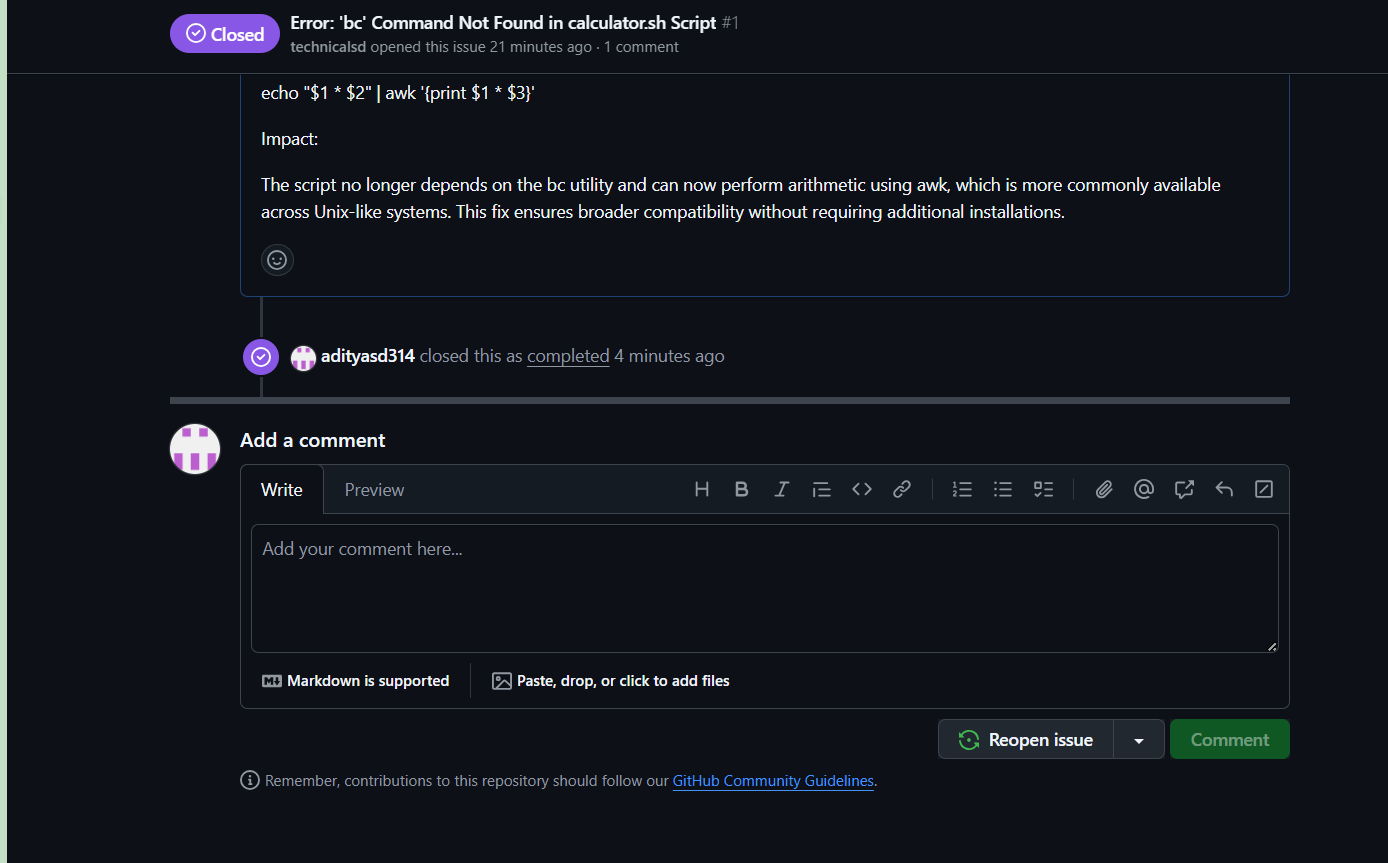 Closed
Error: 'bc' Command Not Found in calculator.sh Script #1
technicalsd opened this issue 21 minutes ago · 1 comment
echo "$1 * $2" | awk '{print $1 * $3}'
Impact:
The script no longer depends on the bc utility and can now perform arithmetic using awk, which is more commonly available
across Unix-like systems. This fix ensures broader compatibility without requiring additional installations.
adityasd314 closed this as completed 4 minutes ago
Add a comment
Write Preview
Add your comment here...
Markdown is supported Paste, drop, or click to add files
Reopen issue Comment
Remember, contributions to this repository should follow our GitHub Community Guidelines.